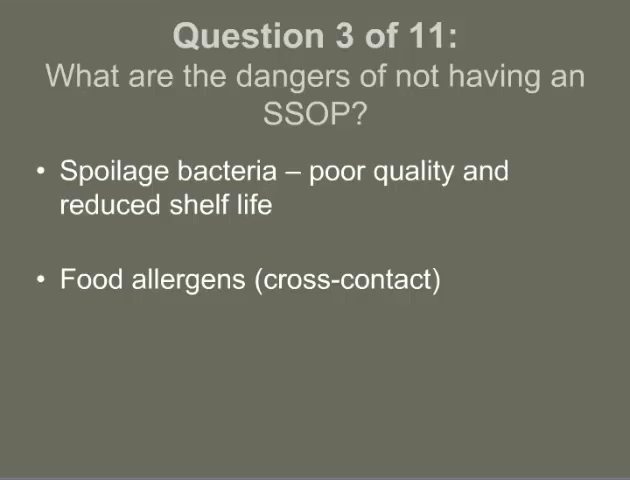 Question 3 of 11:
What are the dangers of not having an
SSOP?
• Spoilage bacteria – poor quality and
reduced shelf life
• Food allergens (cross-contact)